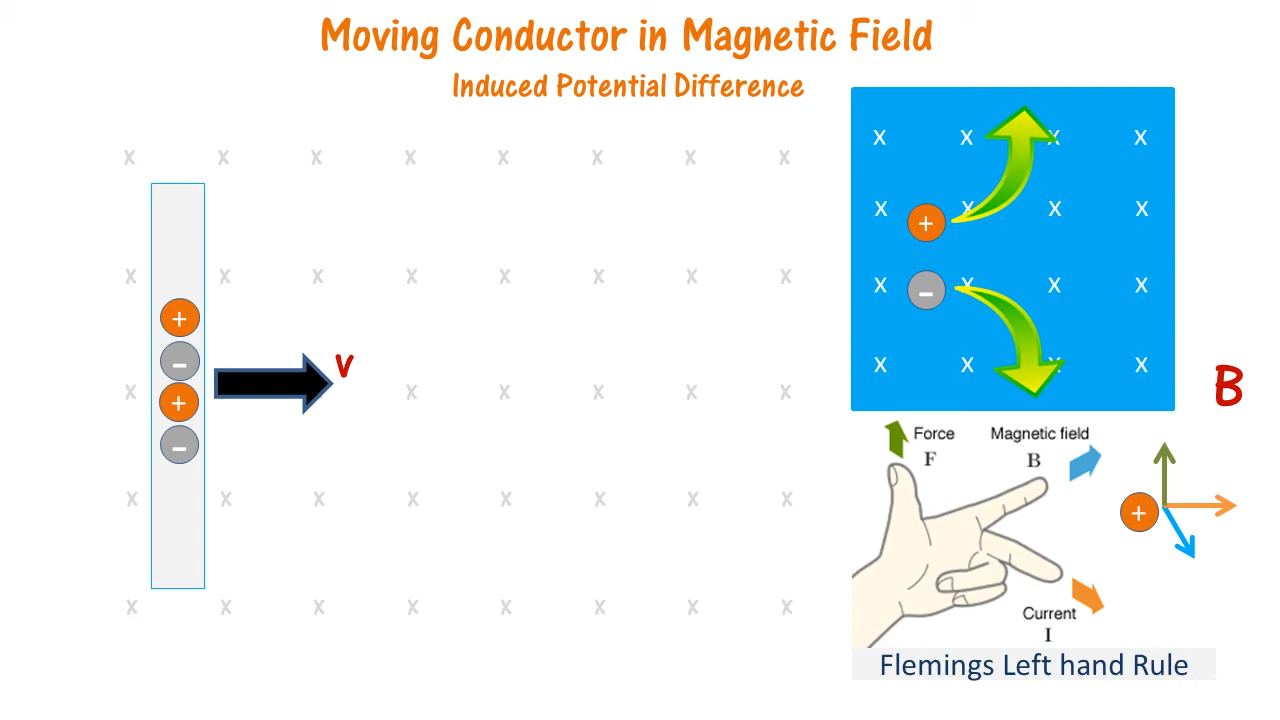 Moving Conductor in Magnetic Field
Induced Potential Difference
x x x x x x x x
x x x x x x x
x x x x x x
x x x x x x x x
x x x x x x x x
+
-
+
-
v
x x x x
x x x x
+
x x x x
-
x x x x
B
Force
F
Magnetic field
B
+
Current
I
Flemings Left hand Rule